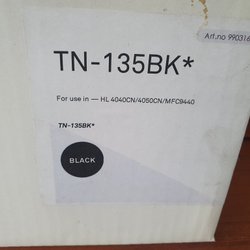 Art.no 990316
TN-135BK*
For use in — HL 4040CN/4050CN/MFC9440
TN-135BK*
BLACK